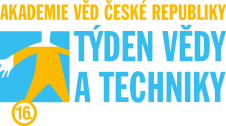 AKADEMIE VĚD ČESKÉ REPUBLIKY
TÝDEN VĚDY
A TECHNIKY
16.